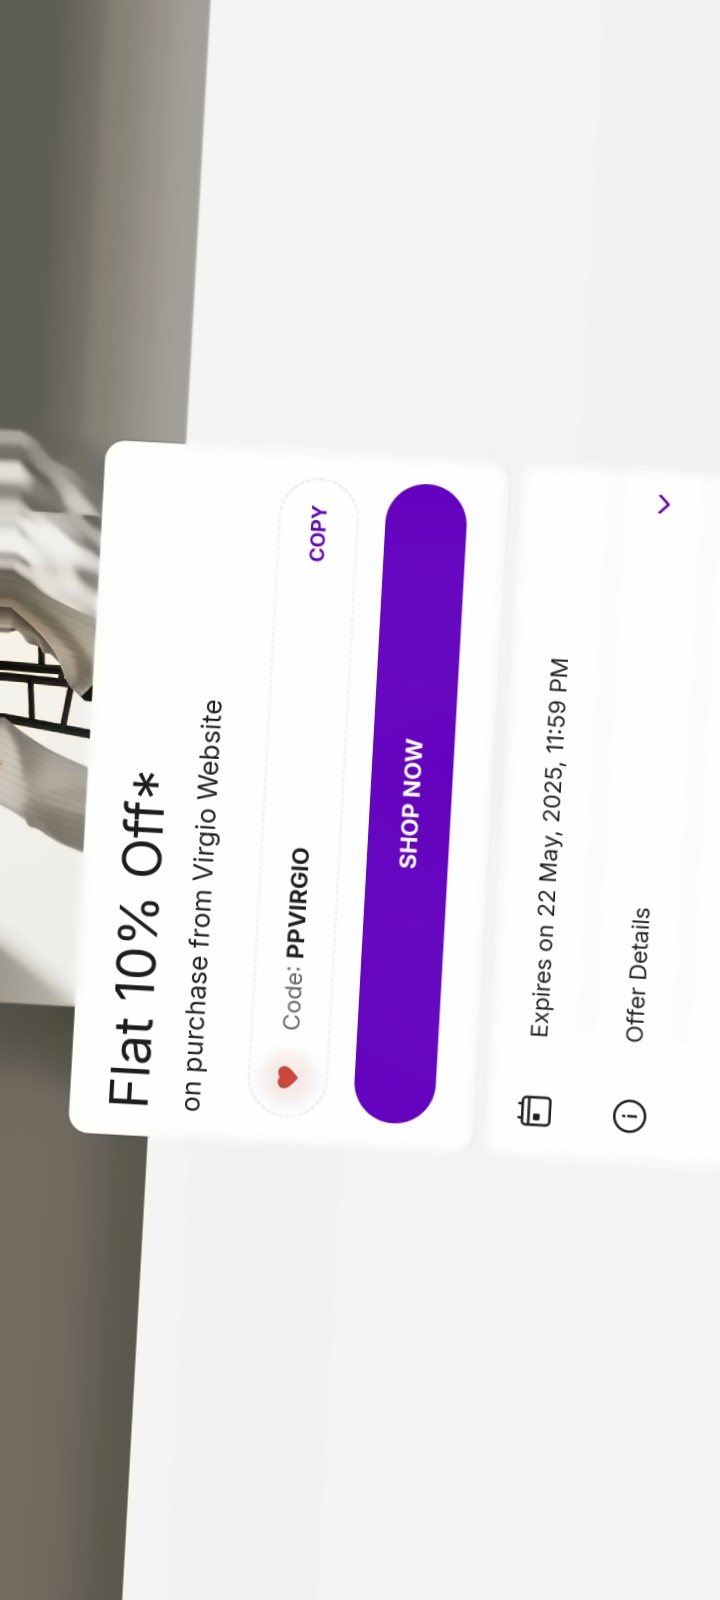 Flat 10% Off*
on purchase from Virgio Website
Code: PPVIRGIO COPY
SHOP NOW
Expires on 22 May, 2025, 11:59 PM
Offer Details